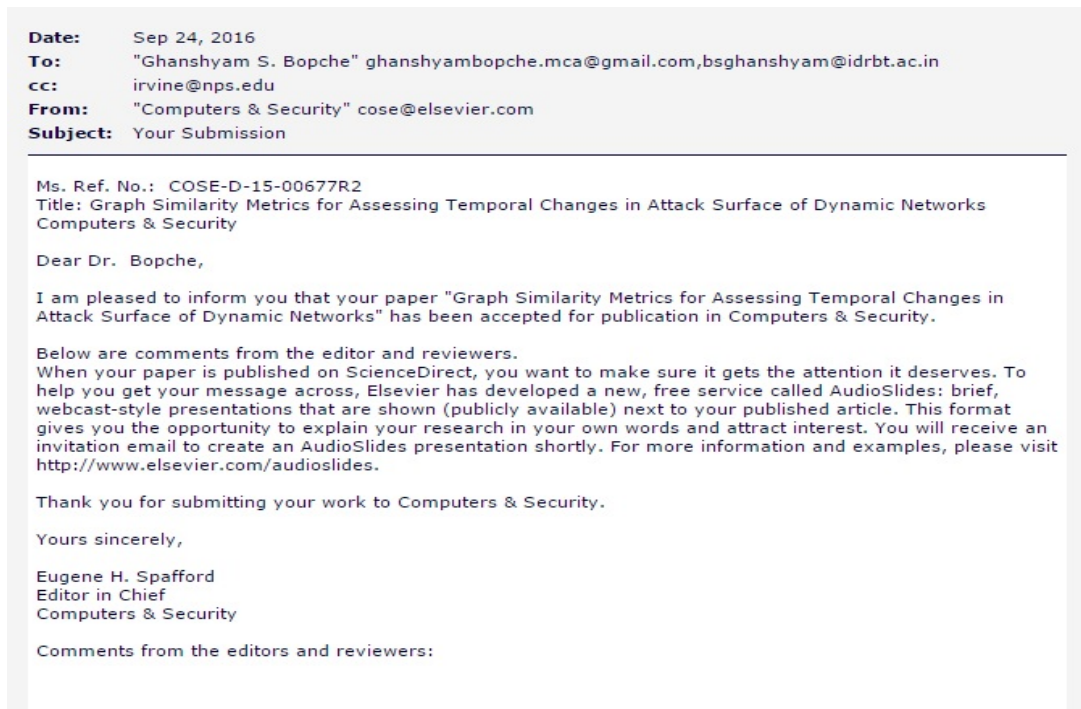 Date: Sep 24, 2016
To: "Ghanshyam S. Bopche" ghanshyambopche.mca@gmail.com,bsghanshyam@idrbt.ac.in
cc: irvine@nps.edu
From: "Computers & Security" cose@elsevier.com
Subject: Your Submission
Ms. Ref. No.: COSE-D-15-00677R2
Title: Graph Similarity Metrics for Assessing Temporal Changes in Attack Surface of Dynamic Networks
Computers & Security
Dear Dr. Bopche,
I am pleased to inform you that your paper "Graph Similarity Metrics for Assessing Temporal Changes in
Attack Surface of Dynamic Networks" has been accepted for publication in Computers & Security.
Below are comments from the editor and reviewers.
When your paper is published on ScienceDirect, you want to make sure it gets the attention it deserves. To
help you get your message across, Elsevier has developed a new, free service called AudioSlides: brief,
webcast-style presentations that are shown (publicly available) next to your published article. This format
gives you the opportunity to explain your research in your own words and attract interest. You will receive an
invitation email to create an AudioSlides presentation shortly. For more information and examples, please visit
http://www.elsevier.com/audioslides.
Thank you for submitting your work to Computers & Security.
Yours sincerely,
Eugene H. Spafford
Editor in Chief
Computers & Security
Comments from the editors and reviewers: